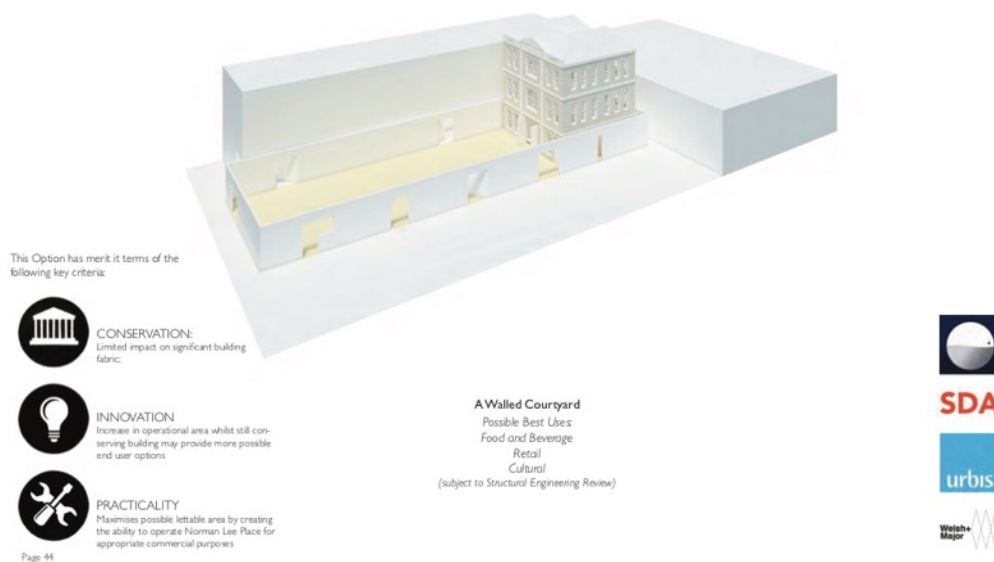 This Option has merit it terms of the
following key criteria:
CONSERVATION:
Limited impact on significant building
fabric;
INNOVATION
Increase in operational area whilst still con-
serving building may provide more possible
end user options
PRACTICALITY
Maximises possible lettable area by creating
the ability to operate Norman Lee Place for
appropriate commercial purposes
Page 44
A Walled Courtyard
Possible Best Uses:
Food and Beverage
Retail
Cultural
(subject to Structural Engineering Review)
SDA
urbis
Welsh+
Major